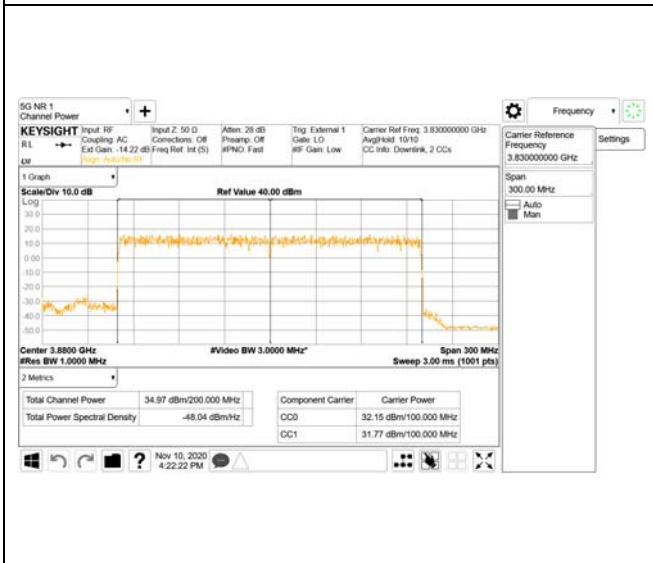 5G NR 1
Channel Power
Frequency
KEYSIGHT
RL
Input: RF
Coupling: AC
Ext Gain: -14.22 dB
Align: Auto/No RF
Input Z: 50 Ω
Corrections: Off
Freq Ref: Int (S)
Atten: 28 dB
Preamp: Off
#PNO: Fast
Trig: External 1
Gate: LO
#IF Gain: Low
Carrier Ref Freq: 3.830000000 GHz
Avg|Hold: 10/10
CC Info: Downlink, 2 CCs
Carrier Reference
Frequency
3.830000000 GHz
Settings
Span
300.00 MHz
Auto
Man
1 Graph
Scale/Div 10.0 dB
Ref Value 40.00 dBm
Log
30.0
20.0
10.0
0.00
-10.0
-20.0
-30.0
-40.0
-50.0
Center 3.8800 GHz
#Video BW 3.0000 MHz*
Span 300 MHz
#Res BW 1.0000 MHz
Sweep 3.00 ms (1001 pts)
2 Metrics
Total Channel Power 34.97 dBm/200.000 MHz
Total Power Spectral Density -48.04 dBm/Hz
Component Carrier Carrier Power
CC0 32.15 dBm/100.000 MHz
CC1 31.77 dBm/100.000 MHz
Nov 10, 2020
4:22:22 PM